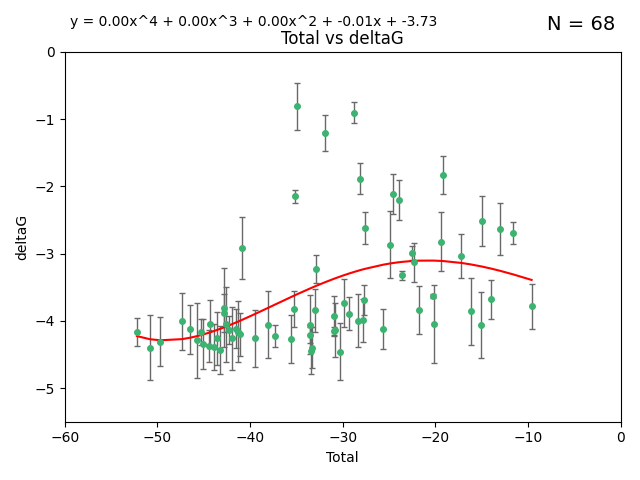 y = 0.00x^4 + 0.00x^3 + 0.00x^2 + -0.01x + -3.73
N = 68
Total vs deltaG
0
−1
−2
−3
−4
−5
deltaG
−60 −50 −40 −30 −20 −10 0
Total